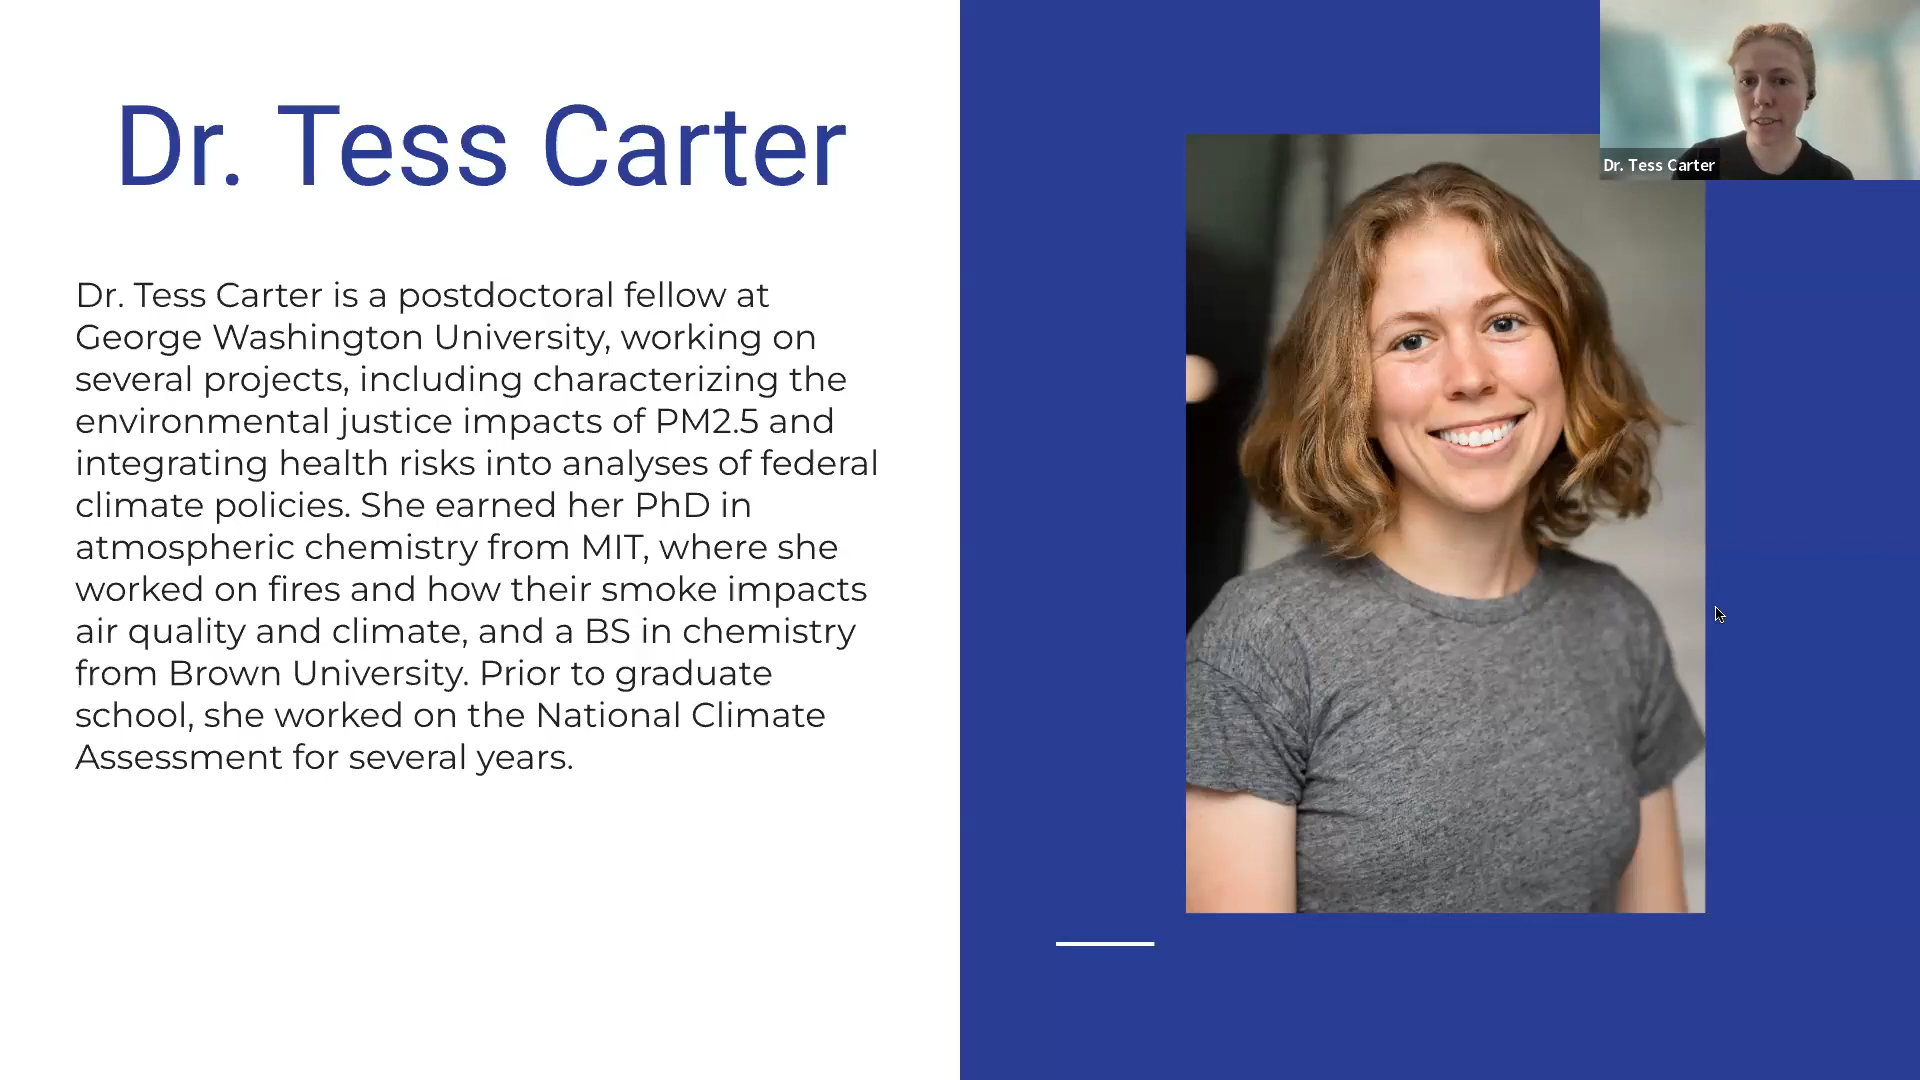 Dr. Tess Carter
Dr. Tess Carter is a postdoctoral fellow at
George Washington University, working on
several projects, including characterizing the
environmental justice impacts of PM2.5 and
integrating health risks into analyses of federal
climate policies. She earned her PhD in
atmospheric chemistry from MIT, where she
worked on fires and how their smoke impacts
air quality and climate, and a BS in chemistry
from Brown University. Prior to graduate
school, she worked on the National Climate
Assessment for several years.
Dr. Tess Carter